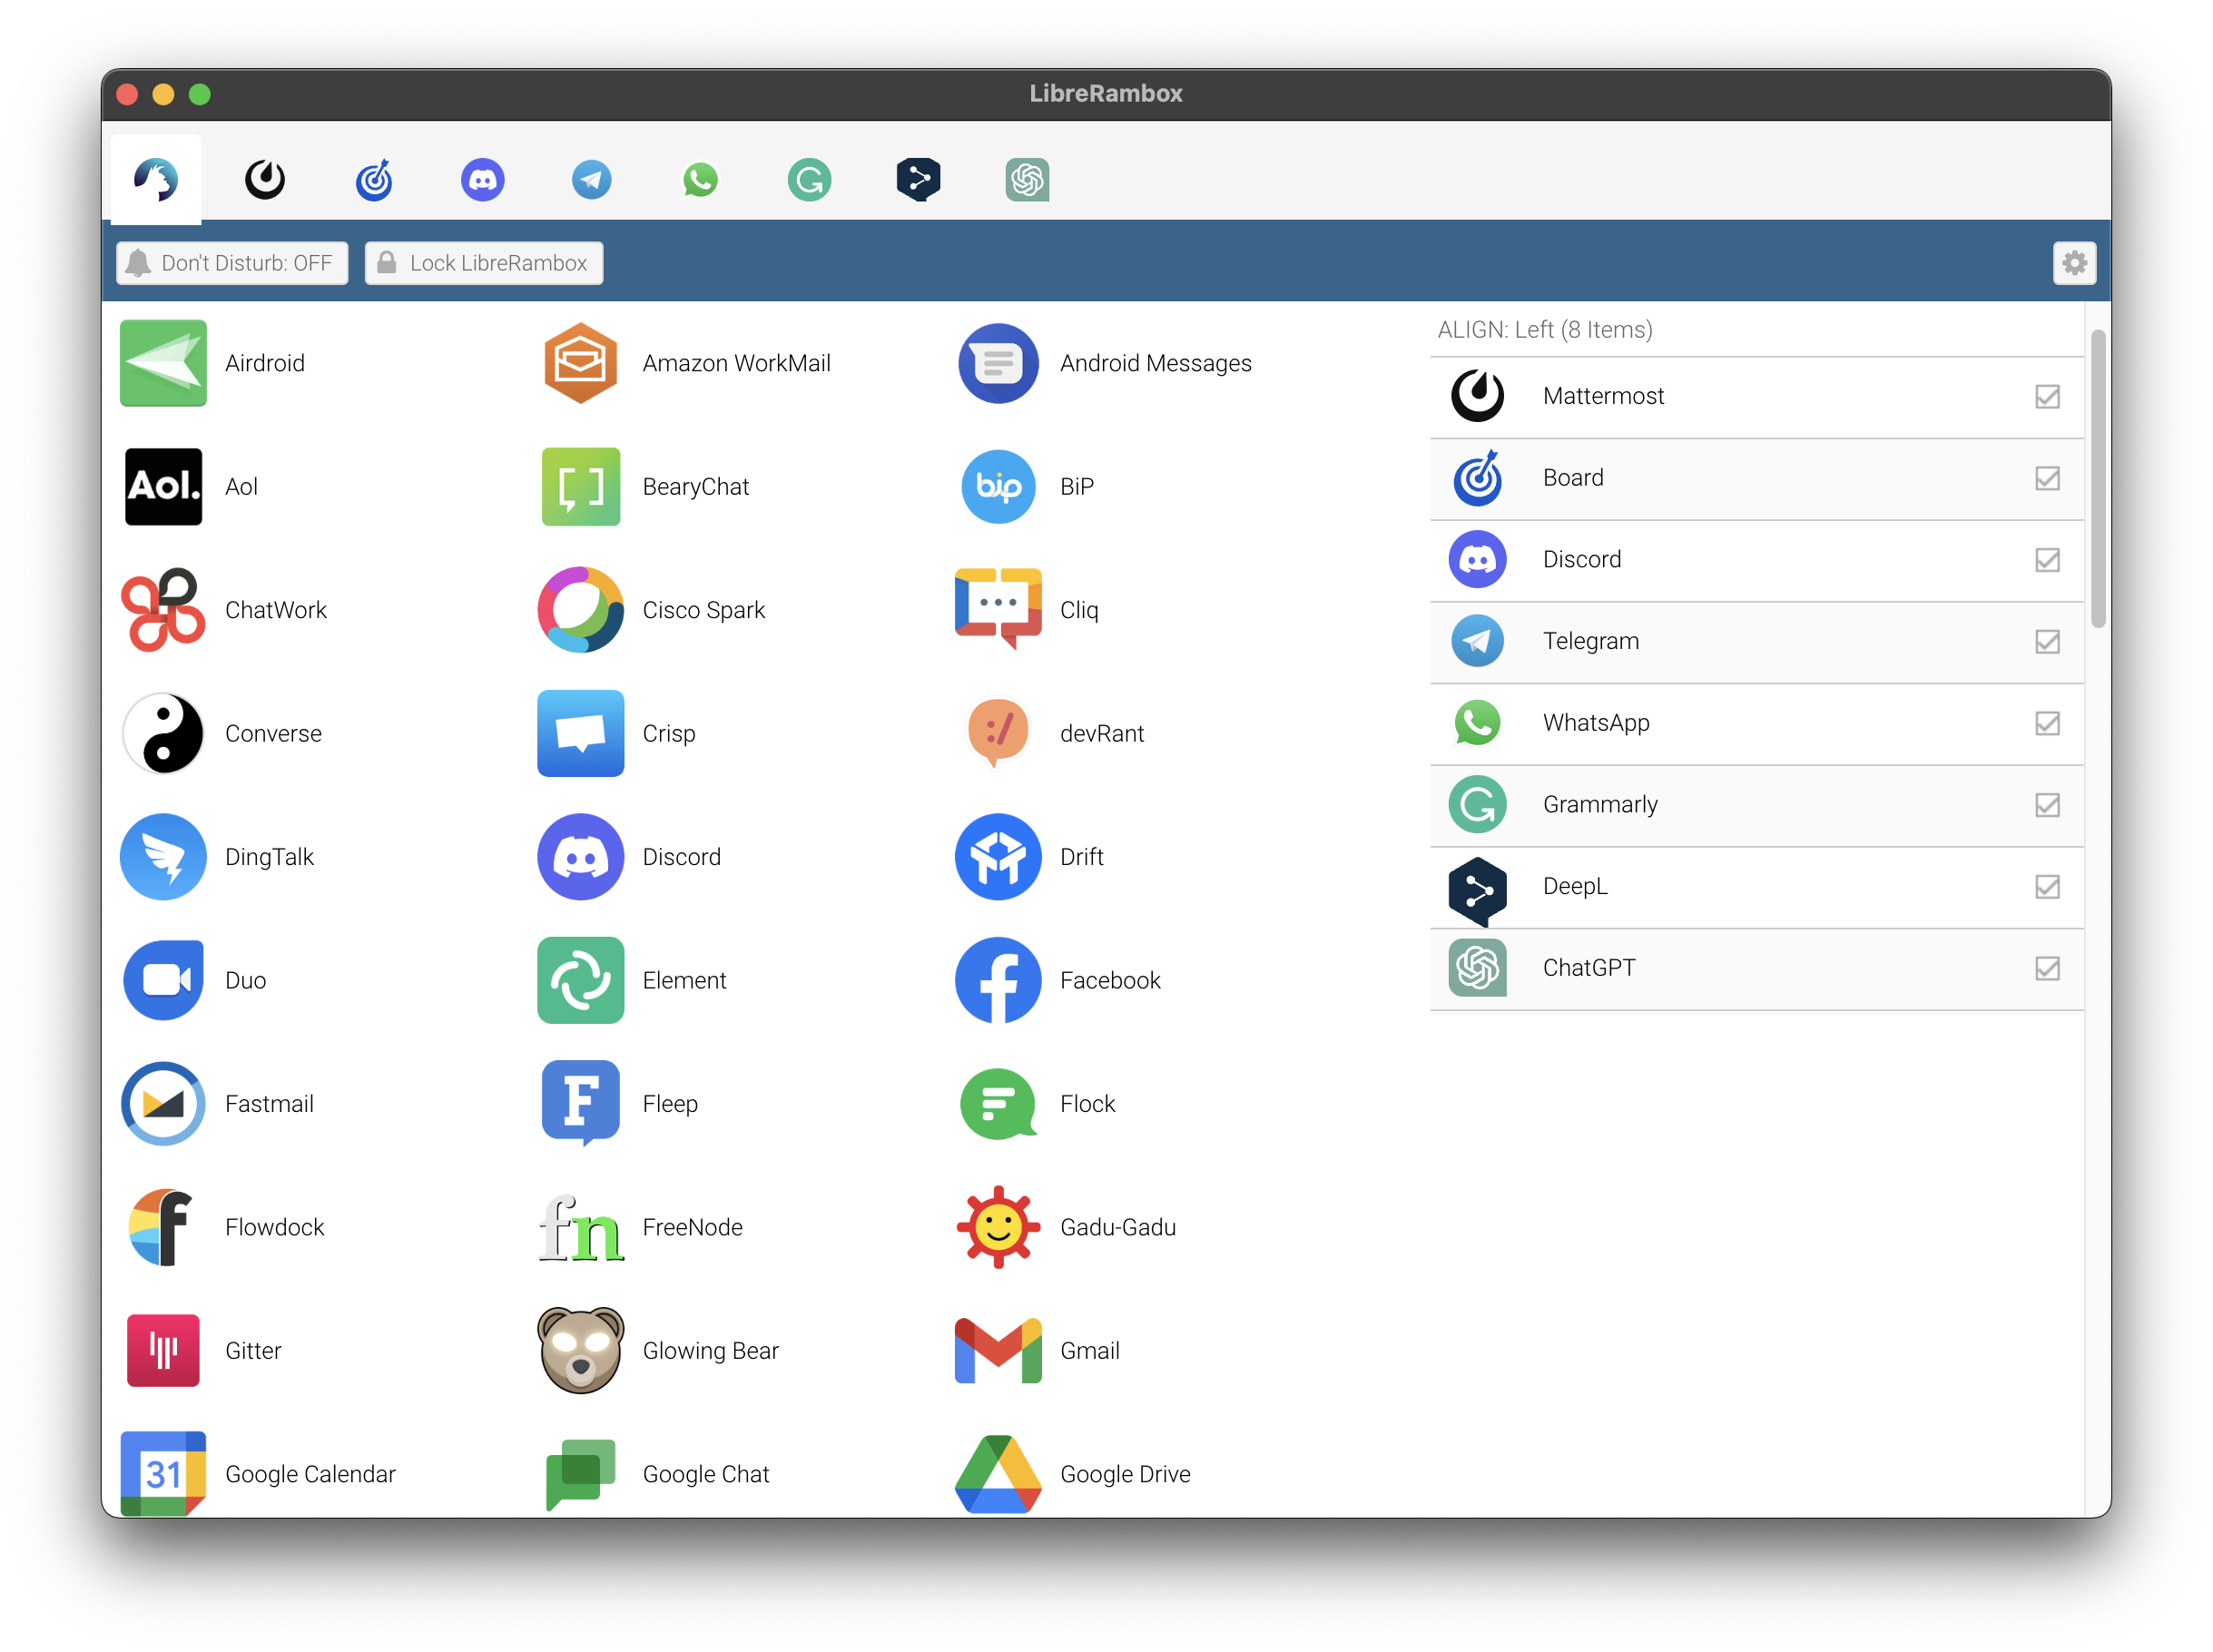 LibreRambox
Don't Disturb: OFF
Lock LibreRambox
Airdroid
Amazon WorkMail
Android Messages
Aol.
Aol
BearyChat
bip
BiP
ChatWork
Cisco Spark
Cliq
Converse
Crisp
devRant
DingTalk
Discord
Drift
Duo
Element
Facebook
Fastmail
F
Fleep
Flock
f
Flowdock
fn
FreeNode
Gadu-Gadu
Gitter
Glowing Bear
Gmail
31
Google Calendar
Google Chat
Google Drive
ALIGN: Left (8 Items)
Mattermost
Board
Discord
Telegram
WhatsApp
Grammarly
DeepL
ChatGPT